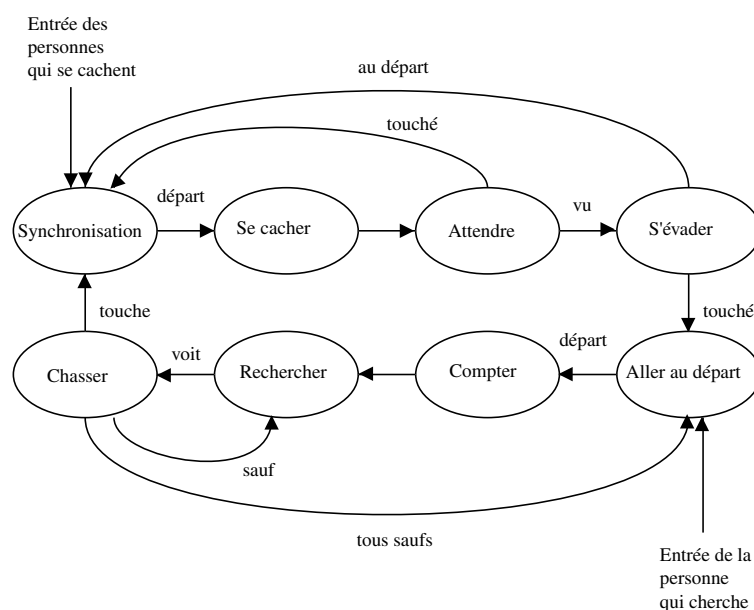 Entrée des
personnes
qui se cachent
au départ
touché
départ
vu
Synchronisation
Se cacher
Attendre
S'évader
touche
touché
voit
départ
Chasser
Rechercher
Compter
Aller au départ
sauf
tous saufs
Entrée de la
personne
qui cherche